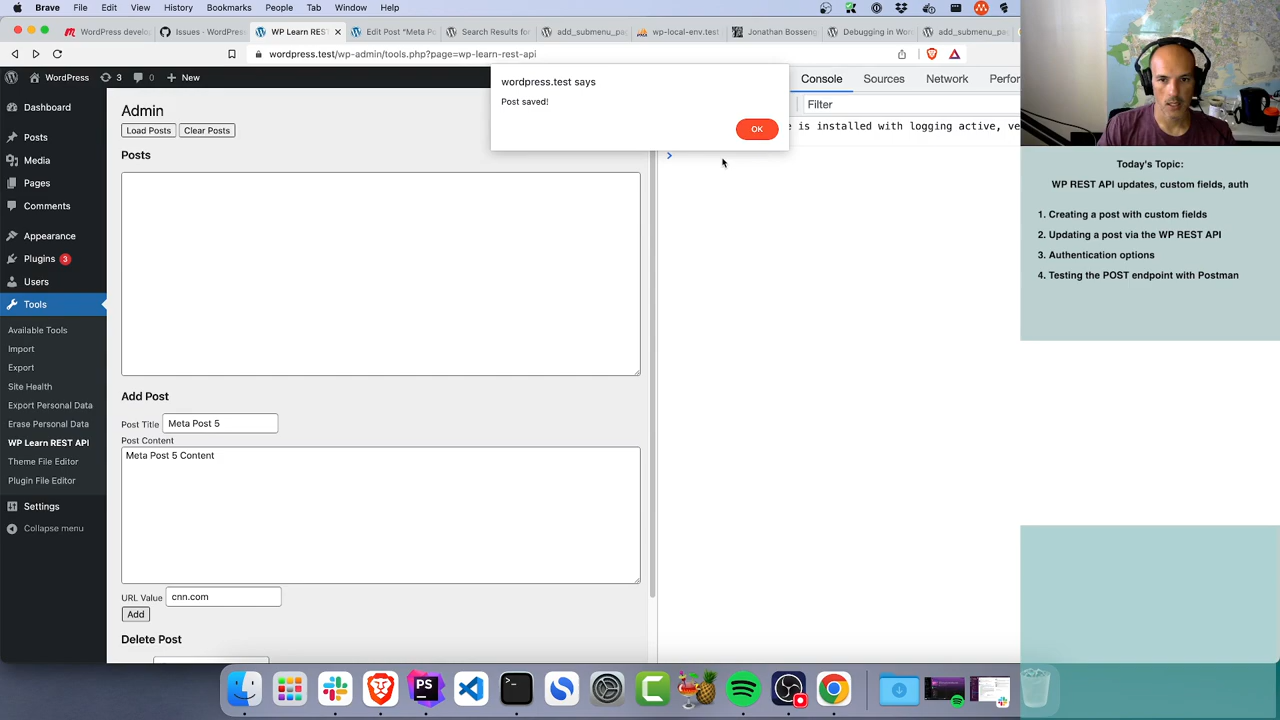 Brave File Edit View History Bookmarks People Tab Window Help
WordPress develo
Issues - WordPres
WP Learn REST
Edit Post "Meta P
Search Results for
add_submenu_pa
wp-local-env.test
Jonathan Bosseng
Debugging in Wor
add_submenu_pa
wordpress.test/wp-admin/tools.php?page=wp-learn-rest-api
WordPress 3 0 New
wordpress.test says
Post saved!
OK
Console Sources Network Perfor
Filter
e is installed with logging active, ve
Dashboard
Posts
Media
Pages
Comments
Appearance
Plugins 3
Users
Tools
Available Tools
Import
Export
Site Health
Export Personal Data
Erase Personal Data
WP Learn REST API
Theme File Editor
Plugin File Editor
Settings
Collapse menu
Admin
Load Posts Clear Posts
Posts
Add Post
Post Title Meta Post 5
Post Content
Meta Post 5 Content
URL Value cnn.com
Add
Delete Post
Today's Topic:
WP REST API updates, custom fields, auth
1. Creating a post with custom fields
2. Updating a post via the WP REST API
3. Authentication options
4. Testing the POST endpoint with Postman
PS